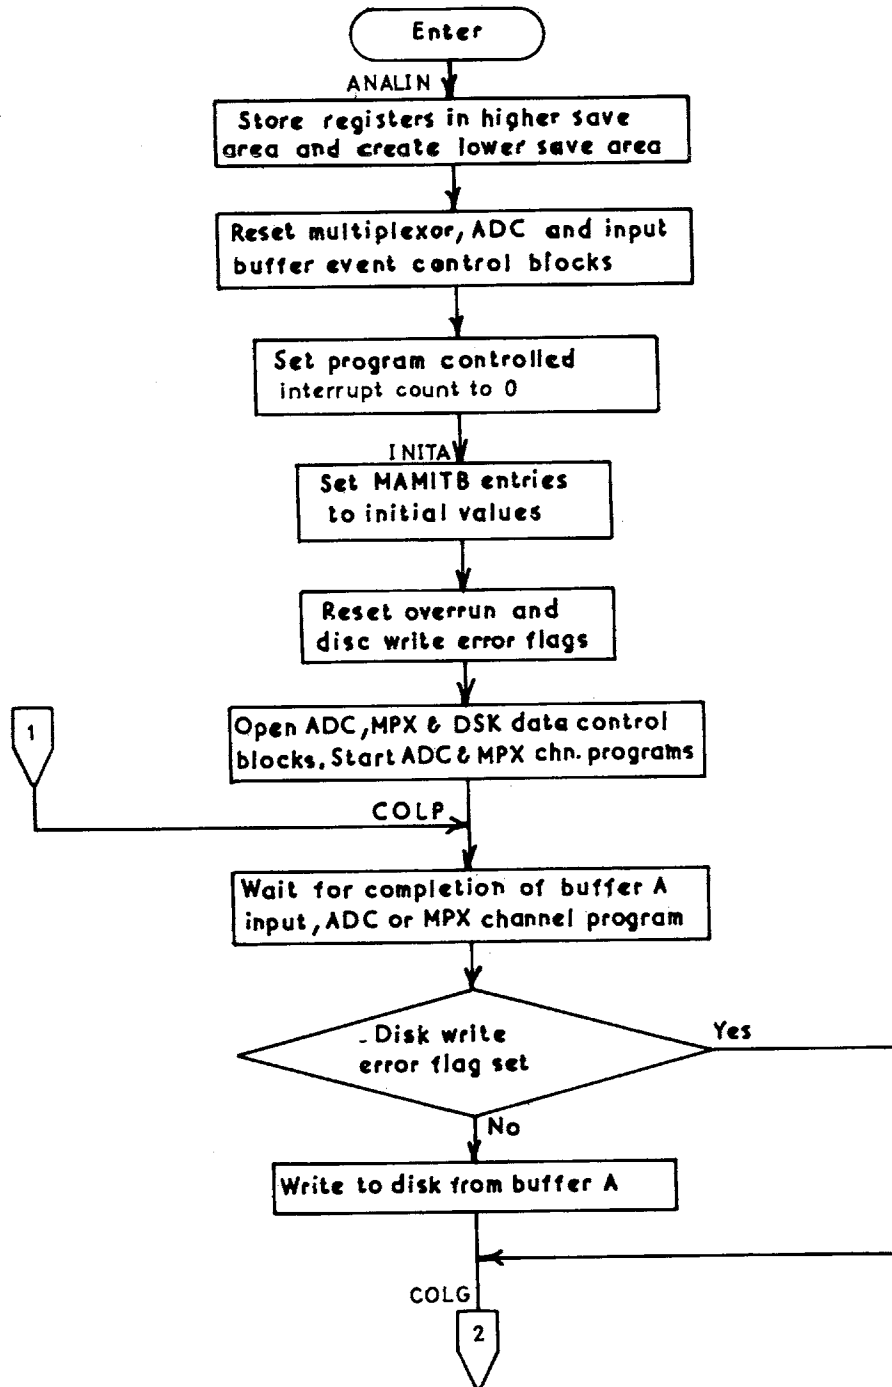 Enter
ANALIN
Store registers in higher save
area and create lower save area
Reset multiplexor, ADC and input
buffer event control blocks
Set program controlled
interrupt count to 0
INITA
Set MAMITB entries
to initial values
Reset overrun and
disc write error flags
1
Open ADC, MPX & DSK data control
blocks. Start ADC & MPX chn. programs
COLP
Wait for completion of buffer A
input, ADC or MPX channel program
Disk write
error flag set
Yes
No
Write to disk from buffer A
COLG
2